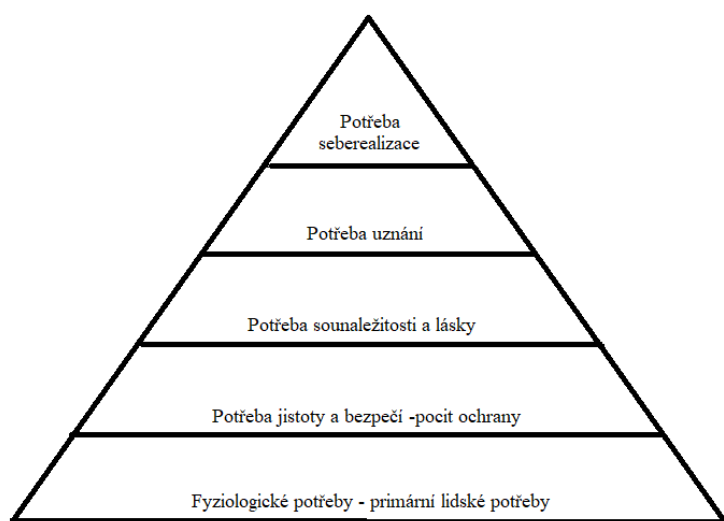 Potřeba
seberealizace
Potřeba uznání
Potřeba sounaležitosti a lásky
Potřeba jistoty a bezpečí -pocit ochrany
Fyziologické potřeby - primární lidské potřeby